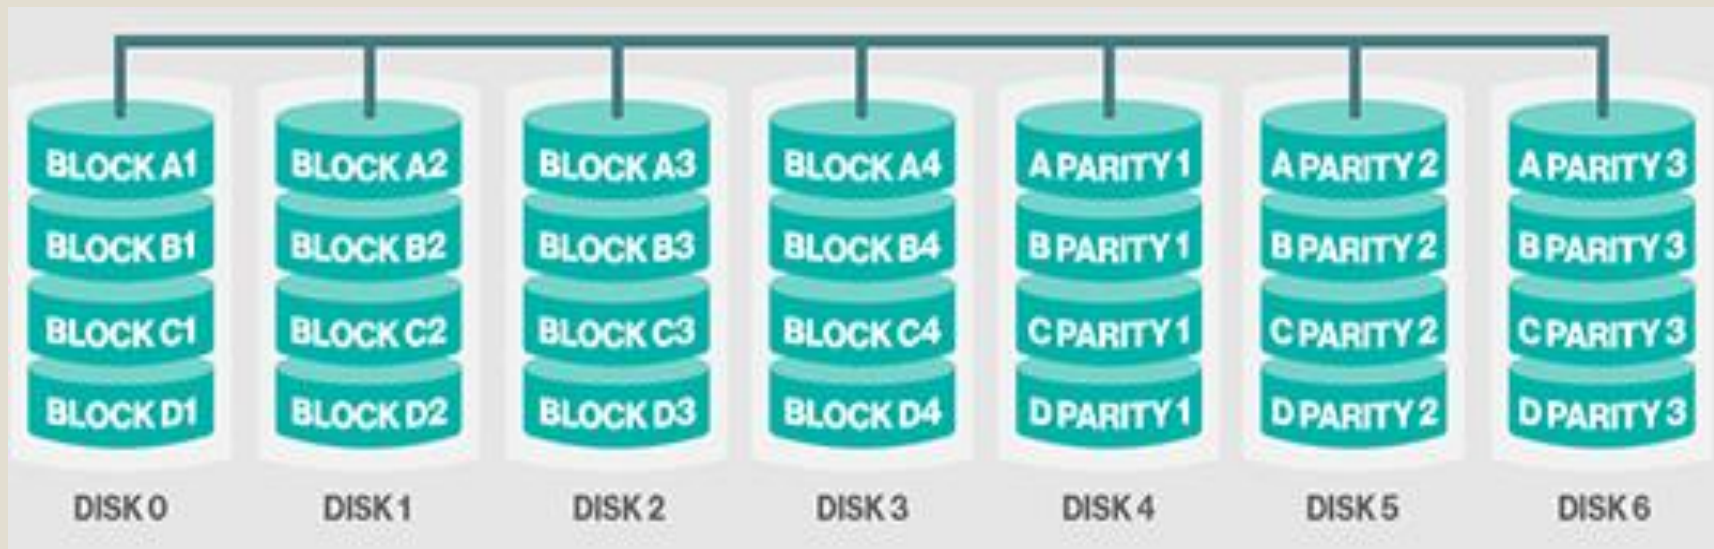 BLOCK A1 BLOCK A2 BLOCK A3 BLOCK A4 A PARITY 1 A PARITY 2 A PARITY 3
BLOCK B1 BLOCK B2 BLOCK B3 BLOCK B4 B PARITY 1 B PARITY 2 B PARITY 3
BLOCK C1 BLOCK C2 BLOCK C3 BLOCK C4 C PARITY 1 C PARITY 2 C PARITY 3
BLOCK D1 BLOCK D2 BLOCK D3 BLOCK D4 D PARITY 1 D PARITY 2 D PARITY 3
DISK 0 DISK 1 DISK 2 DISK 3 DISK 4 DISK 5 DISK 6